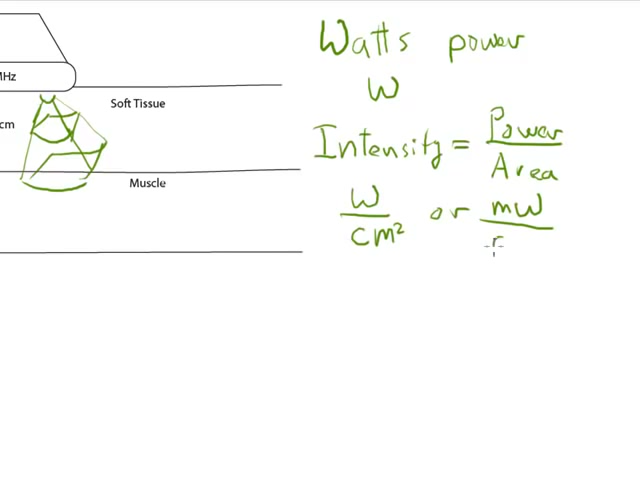 Watts power
MHz
W
Soft Tissue
cm
Intensity = Power
Area
Muscle
W or mW
cm²